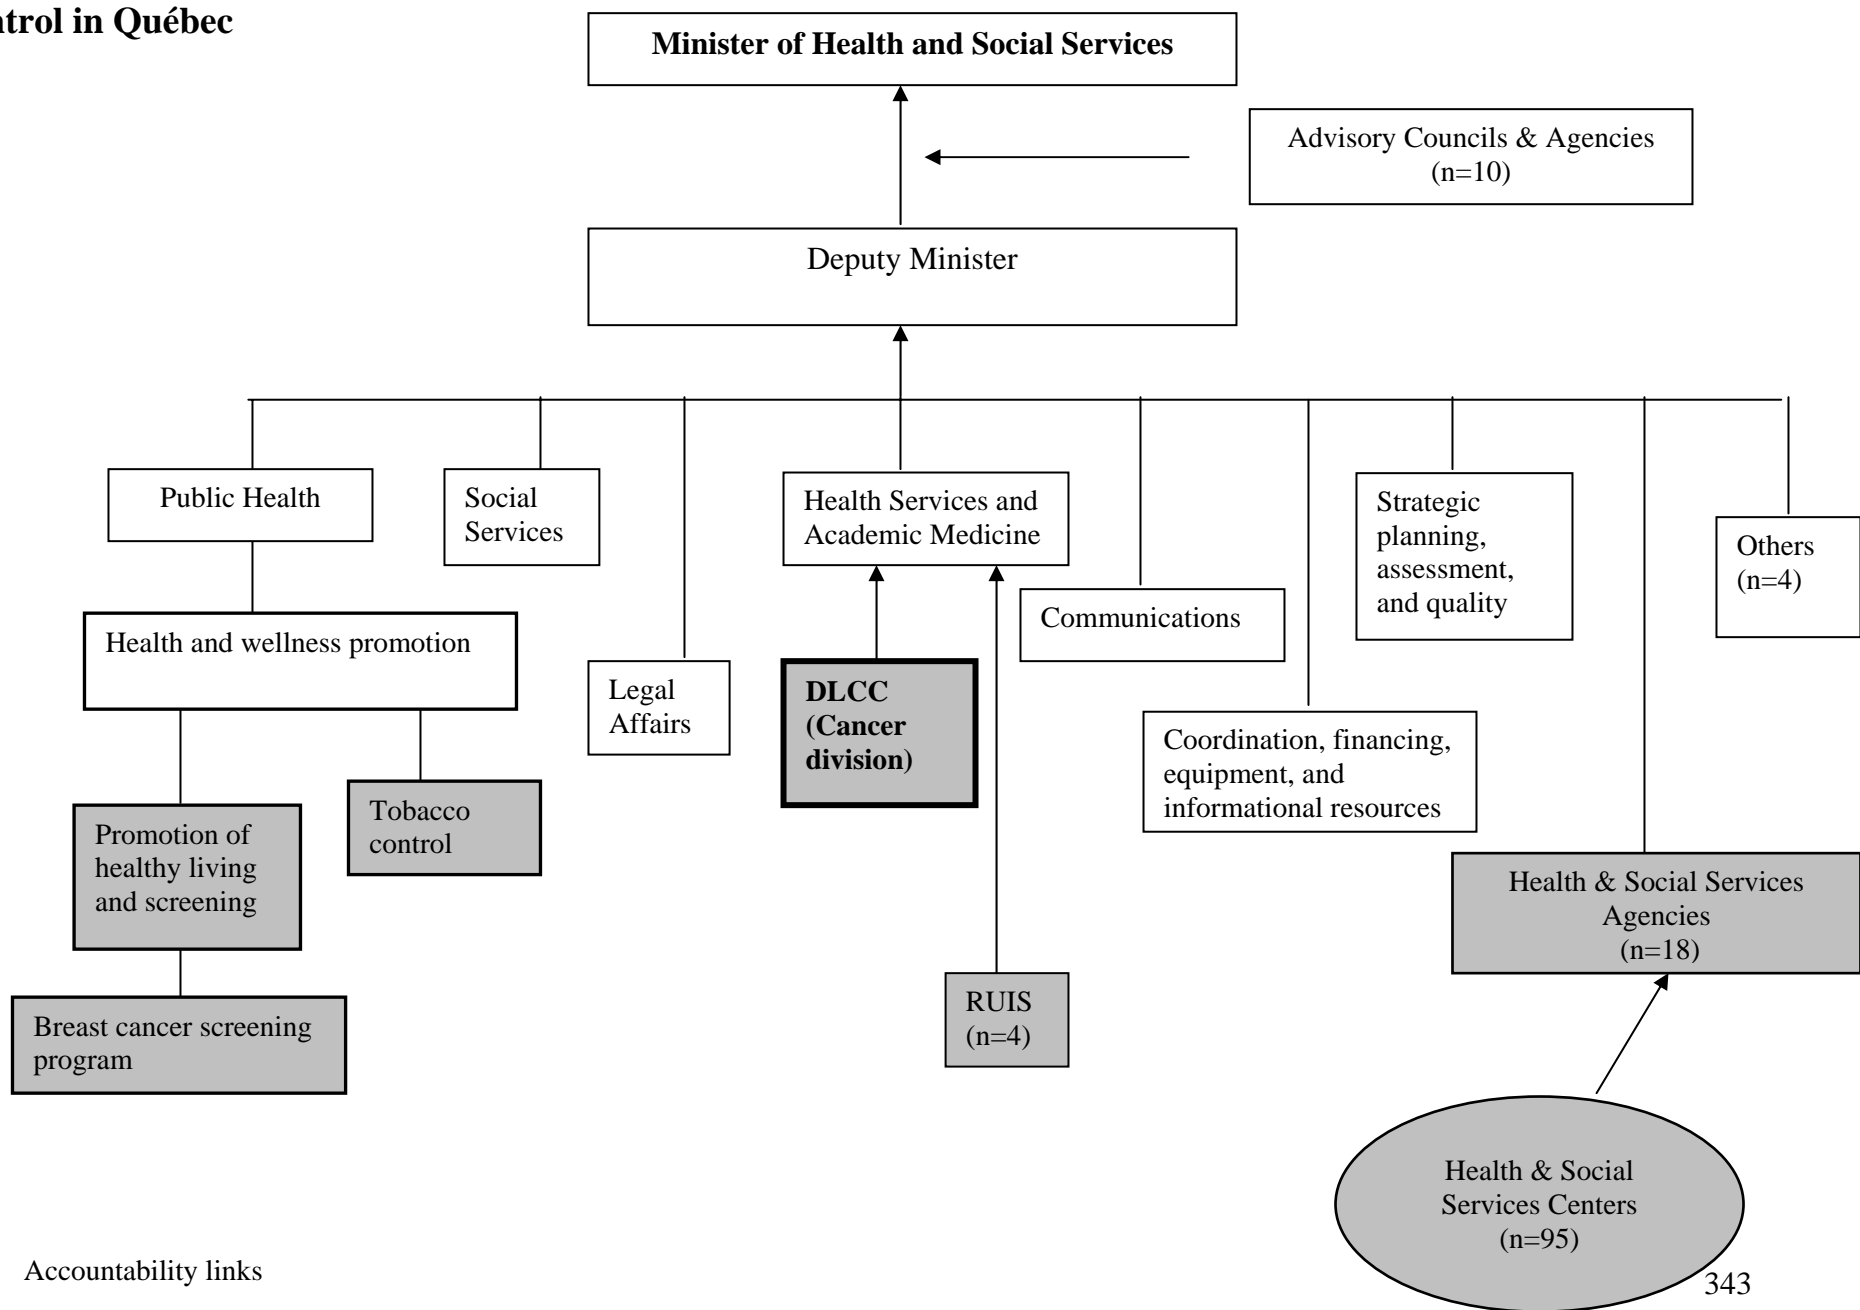 ntrol in Québec
Minister of Health and Social Services
Advisory Councils & Agencies
(n=10)
Deputy Minister
Public Health
Social
Services
Health Services and
Academic Medicine
Strategic
planning,
assessment,
and quality
Others
(n=4)
Communications
Health and wellness promotion
Legal
Affairs
DLCC
(Cancer
division)
Coordination, financing,
equipment, and
informational resources
Tobacco
control
Promotion of
healthy living
and screening
Health & Social Services
Agencies
(n=18)
RUIS
(n=4)
Breast cancer screening
program
Health & Social
Services Centers
(n=95)
Accountability links
343